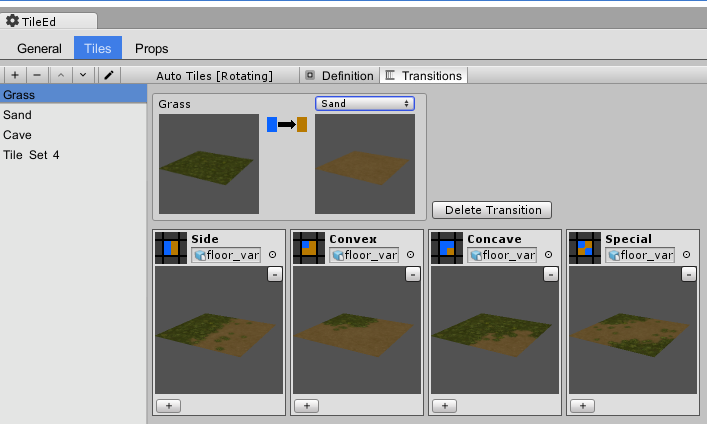 TileEd
General Tiles Props
Auto Tiles [Rotating] Definition Transitions
Grass
Sand
Cave
Tile Set 4
Grass Sand
Delete Transition
Side Convex Concave Special
floor_var floor_var floor_var floor_var